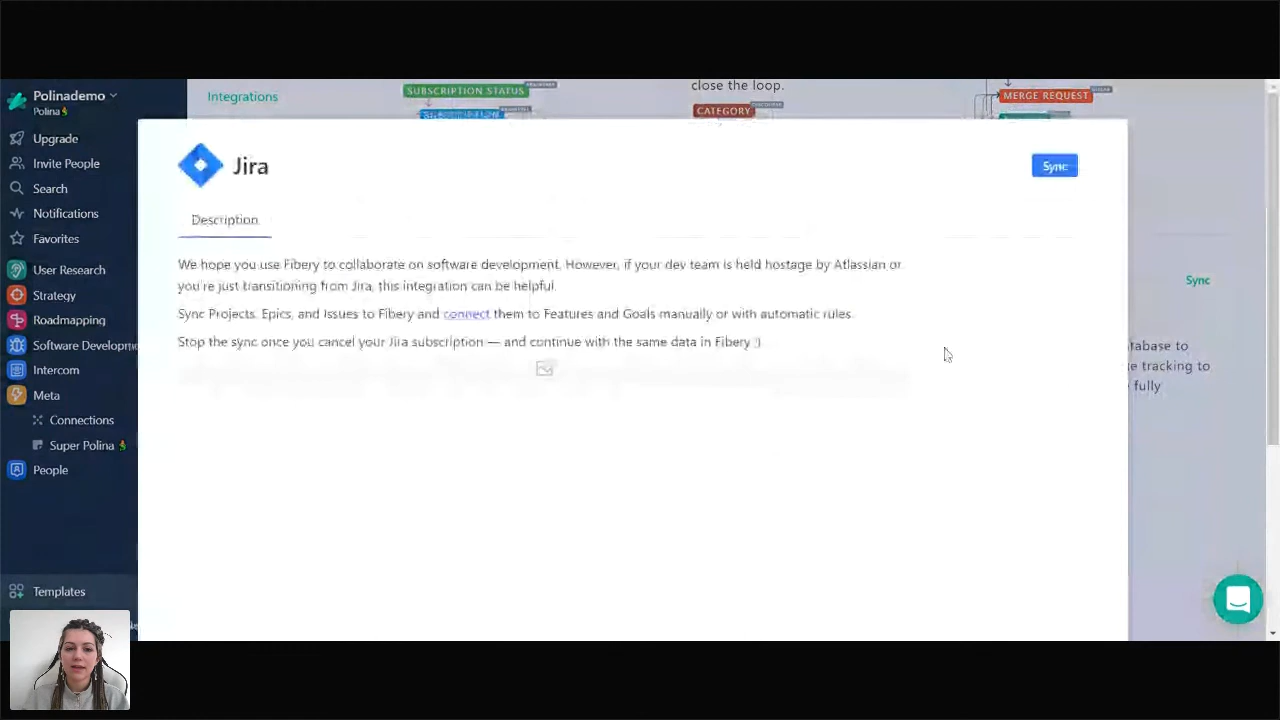 Polinademo
Polina
Upgrade
Invite People
Search
Notifications
Favorites
User Research
Strategy
Roadmapping
Software Developm
Intercom
Meta
Connections
Super Polina
People
Templates
Integrations
SUBSCRIPTION STATUS
close the loop.
CATEGORY
MERGE REQUEST
Jira
Sync
Description
We hope you use Fibery to collaborate on software development. However, if your dev team is held hostage by Atlassian or
you're just transitioning from Jira, this integration can be helpful.
Sync Projects, Epics, and Issues to Fibery and connect them to Features and Goals manually or with automatic rules.
Stop the sync once you cancel your Jira subscription — and continue with the same data in Fibery :)
Sync
tabase to
e tracking to
fully